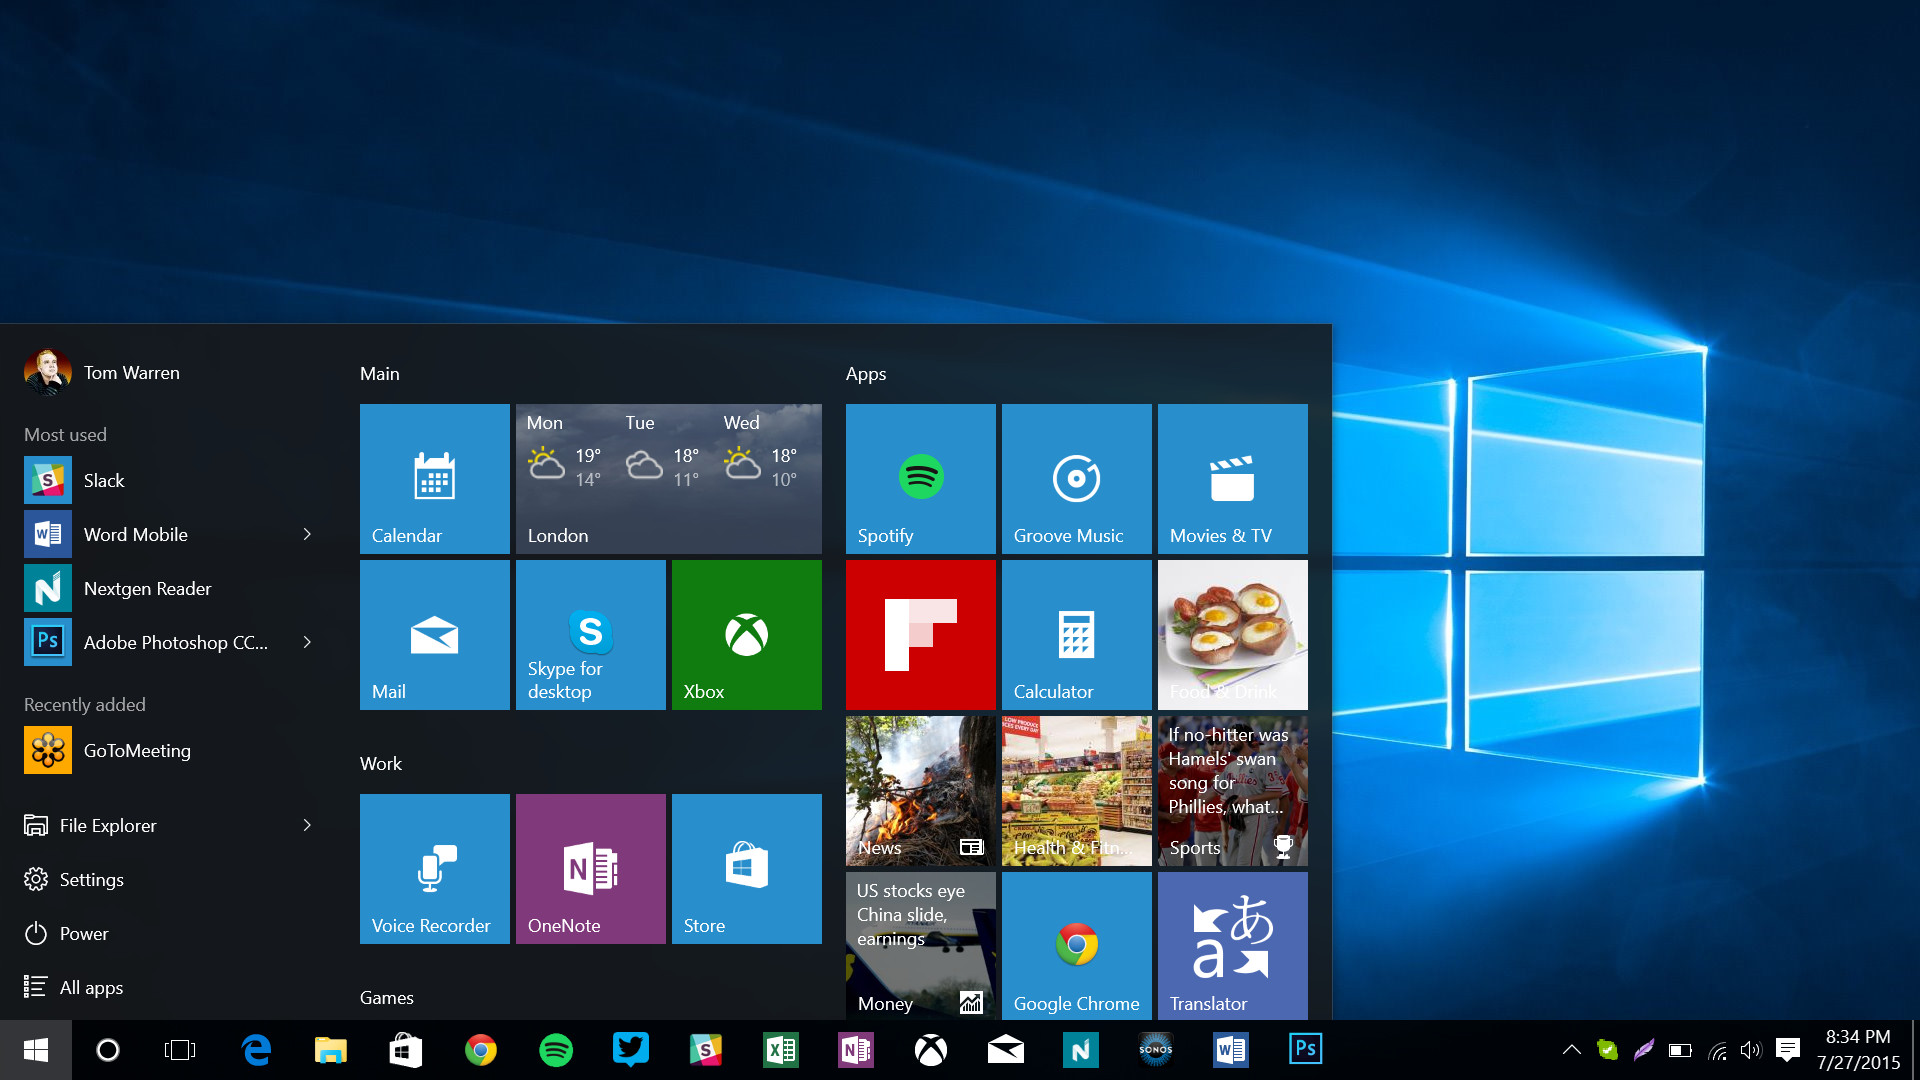 Tom Warren
Most used
Slack
Word Mobile
Nextgen Reader
Adobe Photoshop CC...
Recently added
GoToMeeting
File Explorer
Settings
Power
All apps
Main
Calendar
Mon Tue Wed
19° 18° 18°
14° 11° 10°
London
Mail
Skype for
desktop
Xbox
Work
Voice Recorder
OneNote
Store
Games
Apps
Spotify
Groove Music
Movies & TV
Calculator
Food & Drink
News
LOW PRODUCE
Health & Fitn...
If no-hitter was
Hamels' swan
song for
Phillies, what...
Sports
US stocks eye
China slide,
earnings
Money
Google Chrome
Translator
SONOS
Ps
8:34 PM
7/27/2015